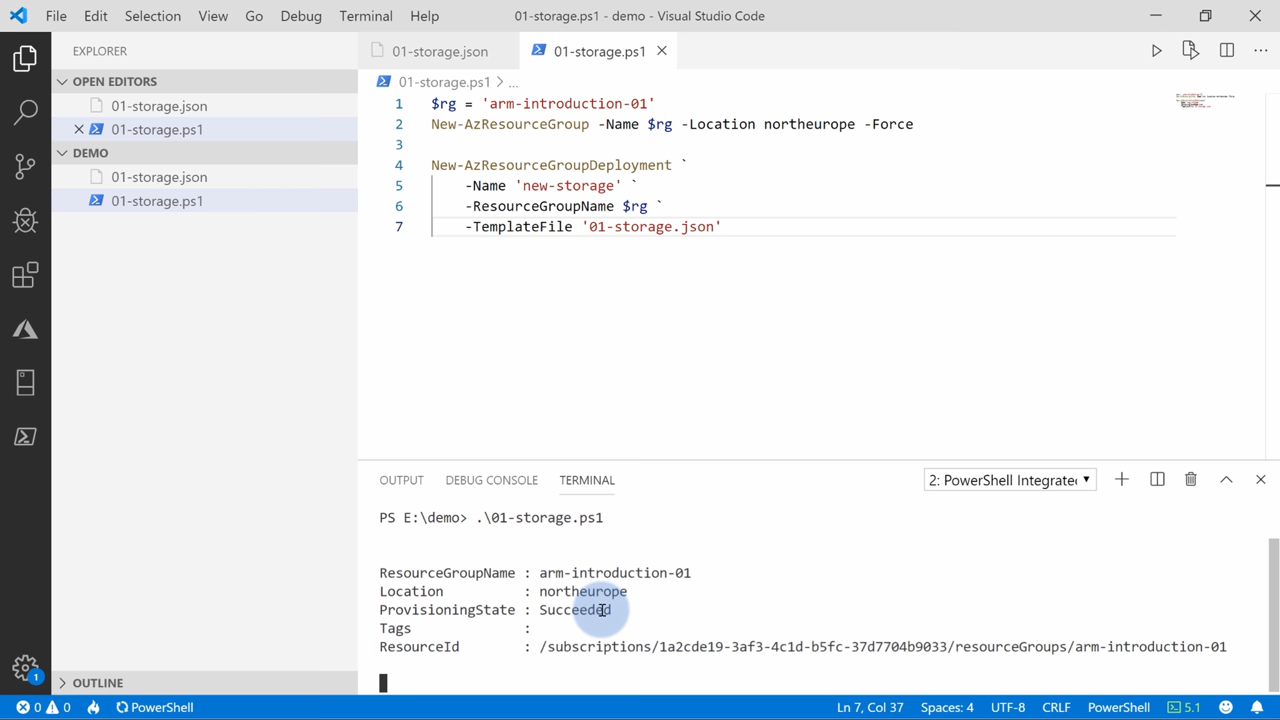 File Edit Selection View Go Debug Terminal Help 01-storage.ps1 - demo - Visual Studio Code
EXPLORER
OPEN EDITORS
01-storage.json
01-storage.ps1
DEMO
01-storage.json
01-storage.ps1
OUTLINE
01-storage.json 01-storage.ps1
01-storage.ps1 > ...
1 $rg = 'arm-introduction-01'
2 New-AzResourceGroup -Name $rg -Location northeurope -Force
3
4 New-AzResourceGroupDeployment `
5 -Name 'new-storage' `
6 -ResourceGroupName $rg `
7 -TemplateFile '01-storage.json'
OUTPUT DEBUG CONSOLE TERMINAL 2: PowerShell Integrate
PS E:\demo> .\01-storage.ps1
ResourceGroupName : arm-introduction-01
Location : northeurope
ProvisioningState : Succeeded
Tags :
ResourceId : /subscriptions/1a2cde19-3af3-4c1d-b5fc-37d7704b9033/resourceGroups/arm-introduction-01
1
0 0 PowerShell Ln 7, Col 37 Spaces: 4 UTF-8 CRLF PowerShell 5.1